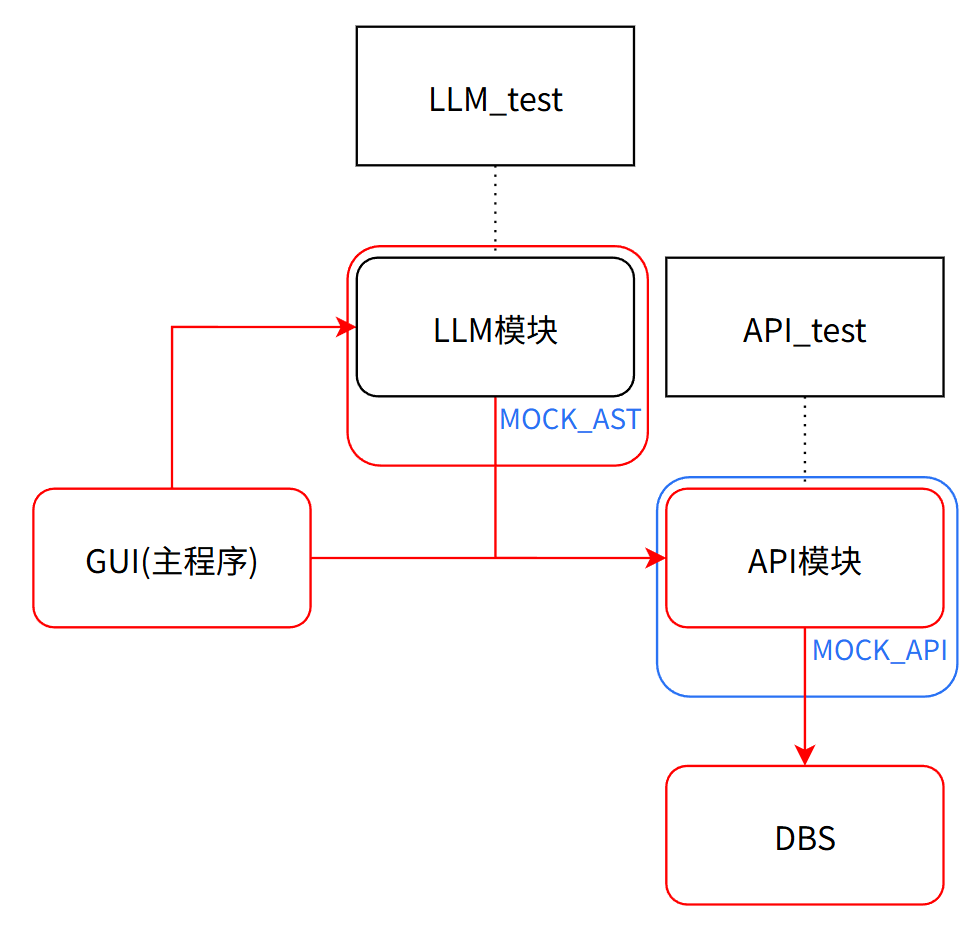 LLM_test
LLM模块
API_test
MOCK_AST
GUI(主程序)
API模块
MOCK_API
DBS